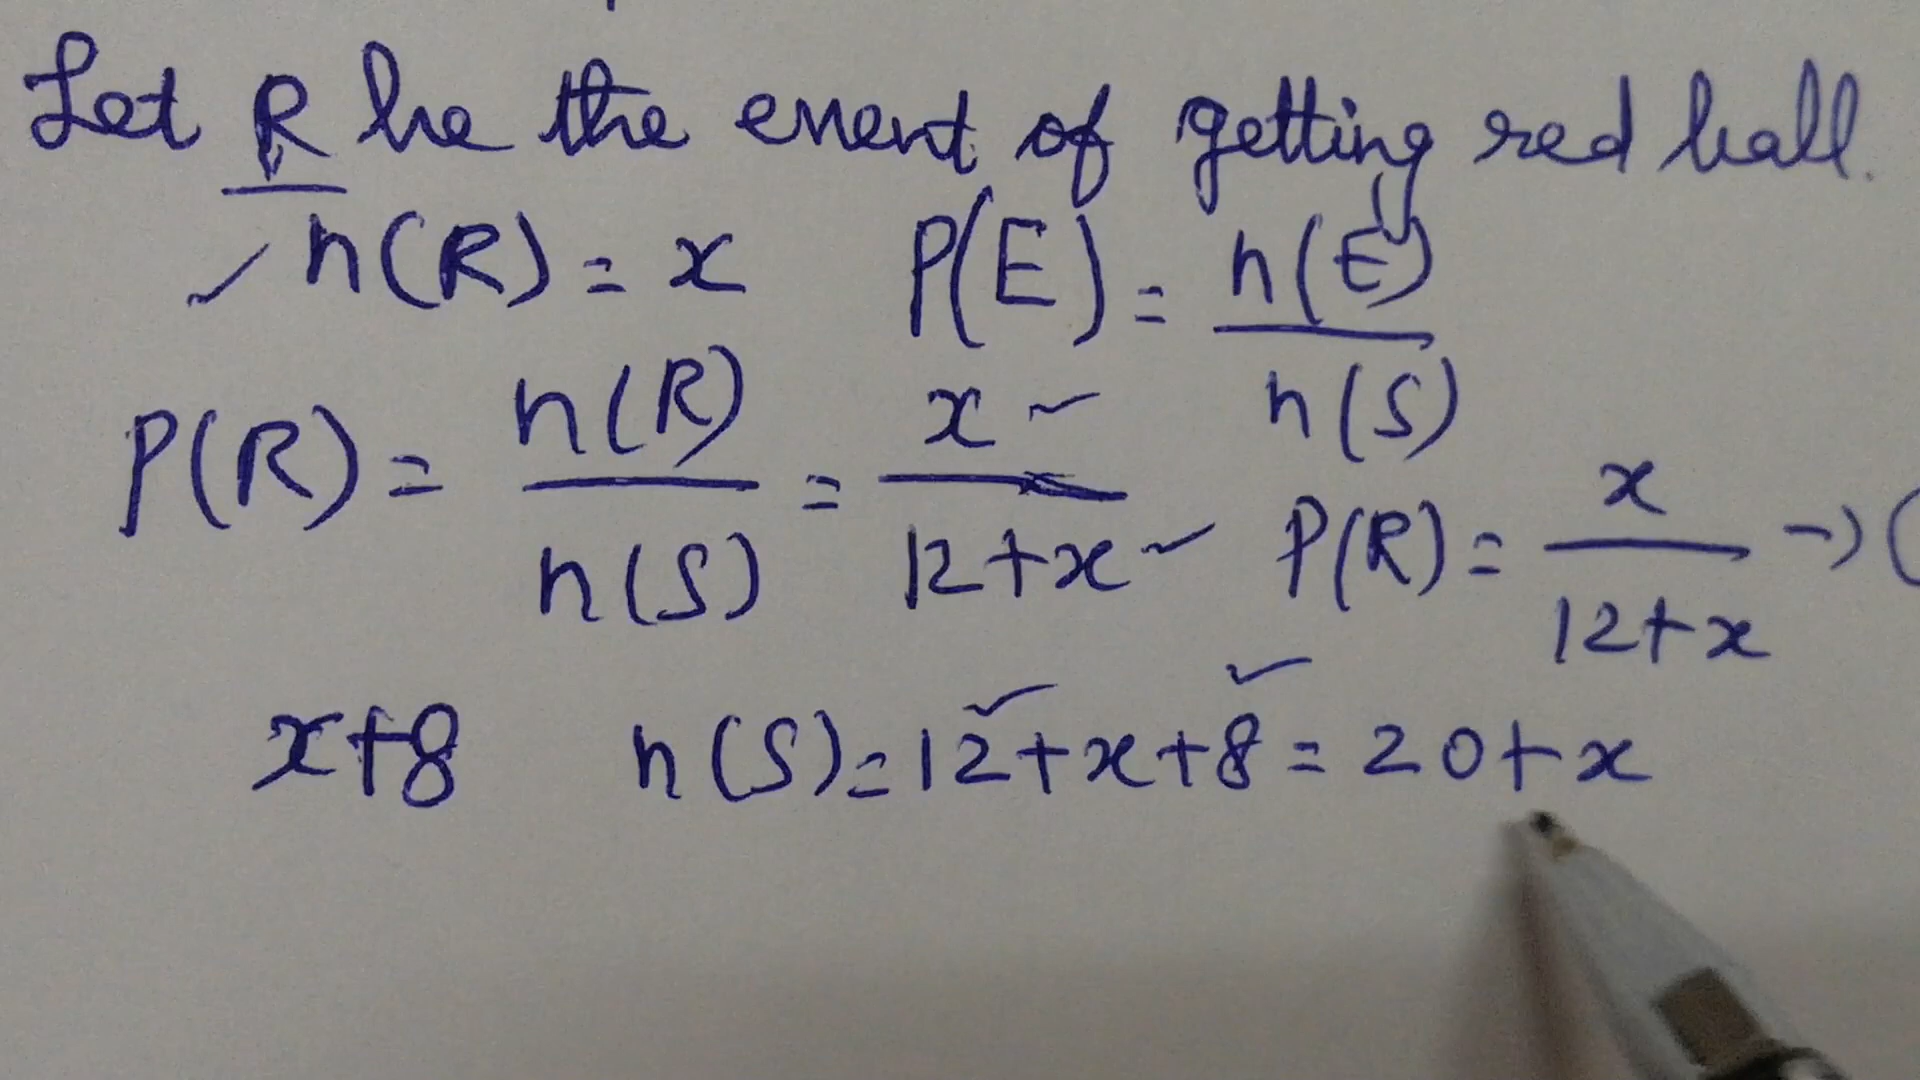 Let R be the event of getting red ball.
n(R) = x P(E) = n(E)/n(S)
P(R) = n(R)/n(S) = x/12+x P(R) = x/12+x → (
x+8 n(S) = 12+x+8 = 20+x